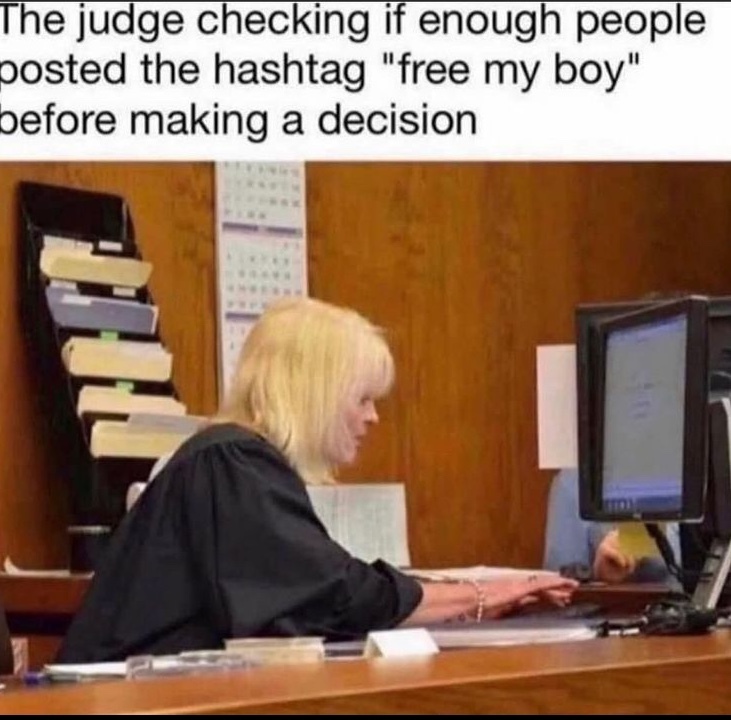 The judge checking if enough people
posted the hashtag "free my boy"
before making a decision